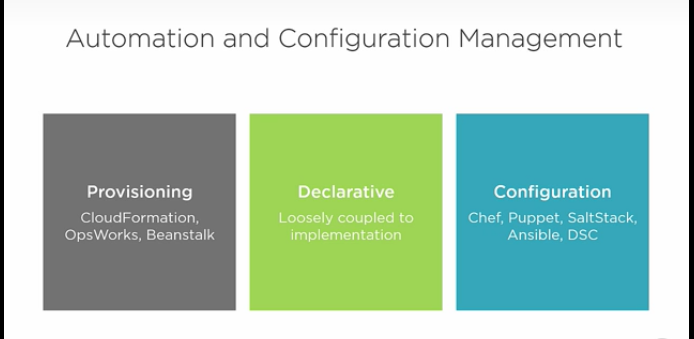 Automation and Configuration Management
Provisioning
CloudFormation,
OpsWorks, Beanstalk
Declarative
Loosely coupled to
implementation
Configuration
Chef, Puppet, SaltStack,
Ansible, DSC